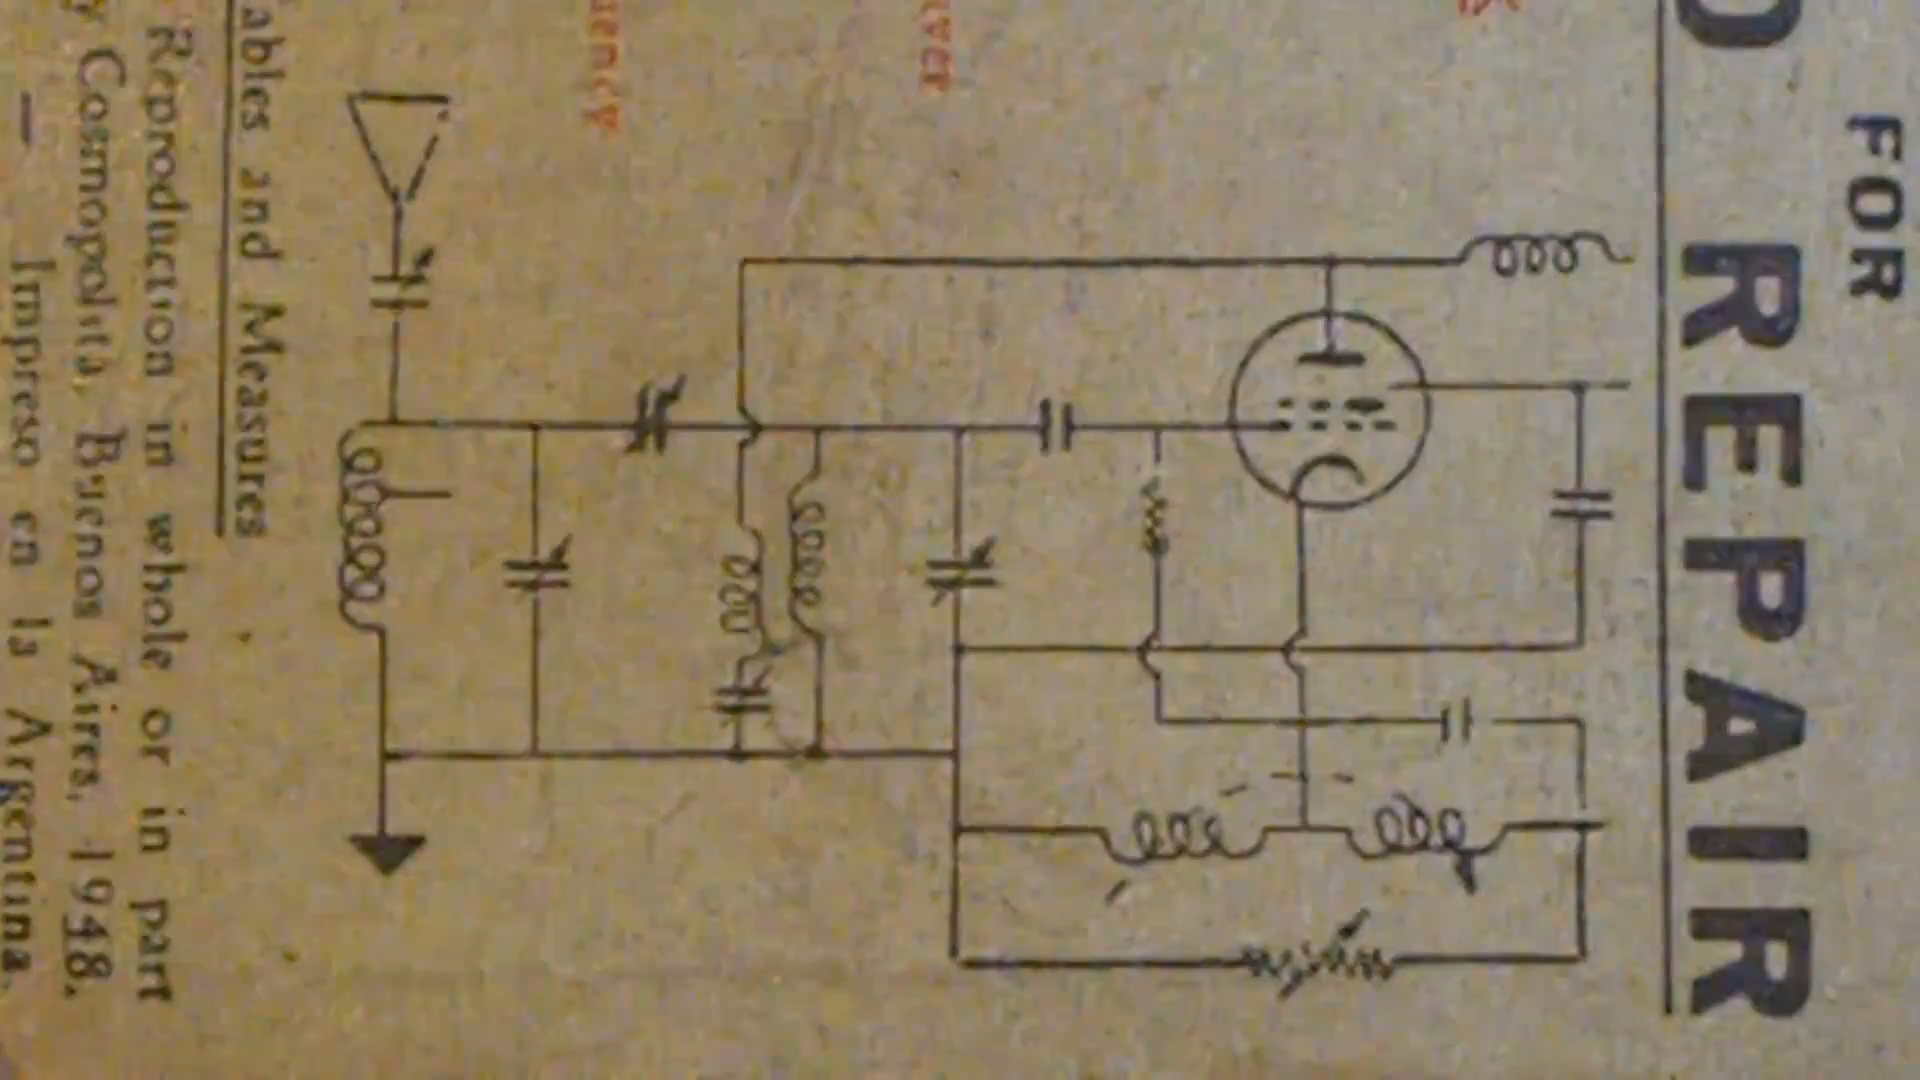 FOR
O REPAIR
ables and Measures
Reproduction in whole or in part
y Cosmopolita, Buenos Aires, 1948.
— Impreso en la Argentina.